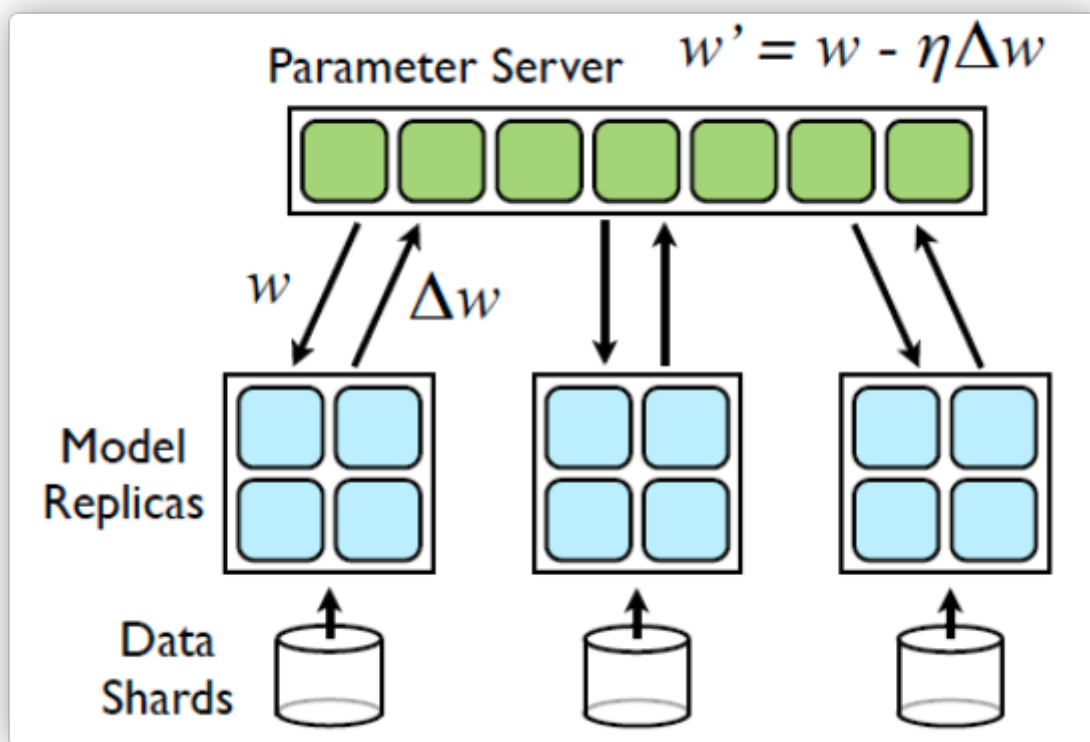 Parameter Server
w’ = w - ηΔw
w
Δw
Model
Replicas
Data
Shards